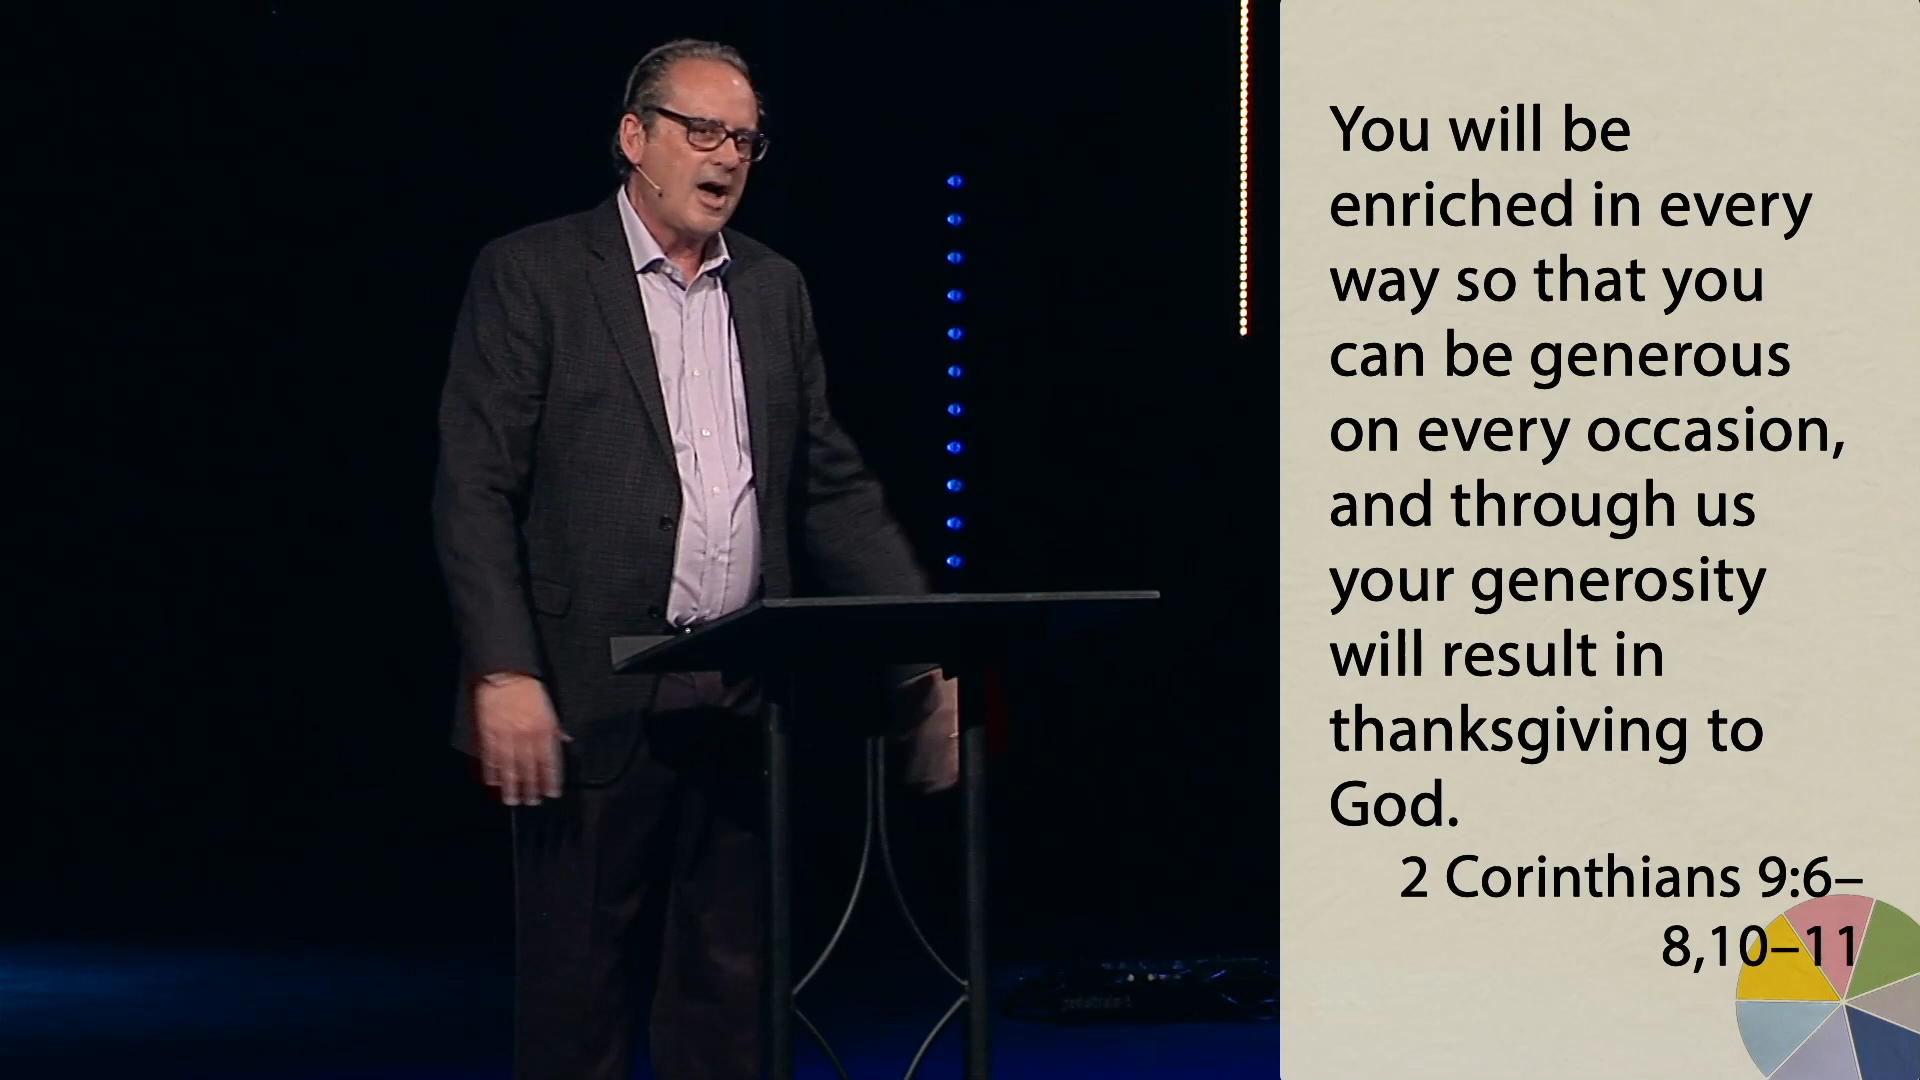 You will be
enriched in every
way so that you
can be generous
on every occasion,
and through us
your generosity
will result in
thanksgiving to
God.
2 Corinthians 9:6–
8,10–11